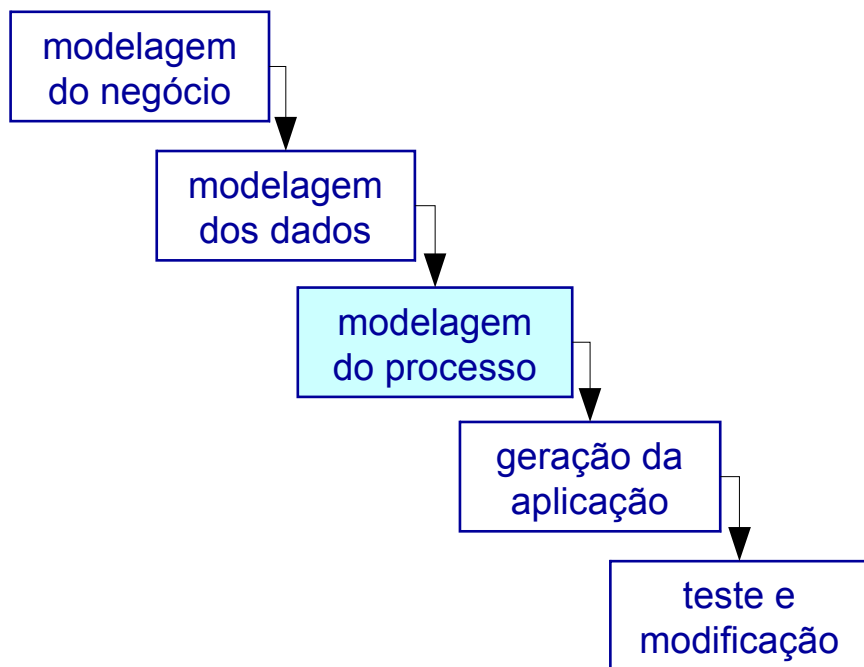 modelagem
do negócio
modelagem
dos dados
modelagem
do processo
geração da
aplicação
teste e
modificação